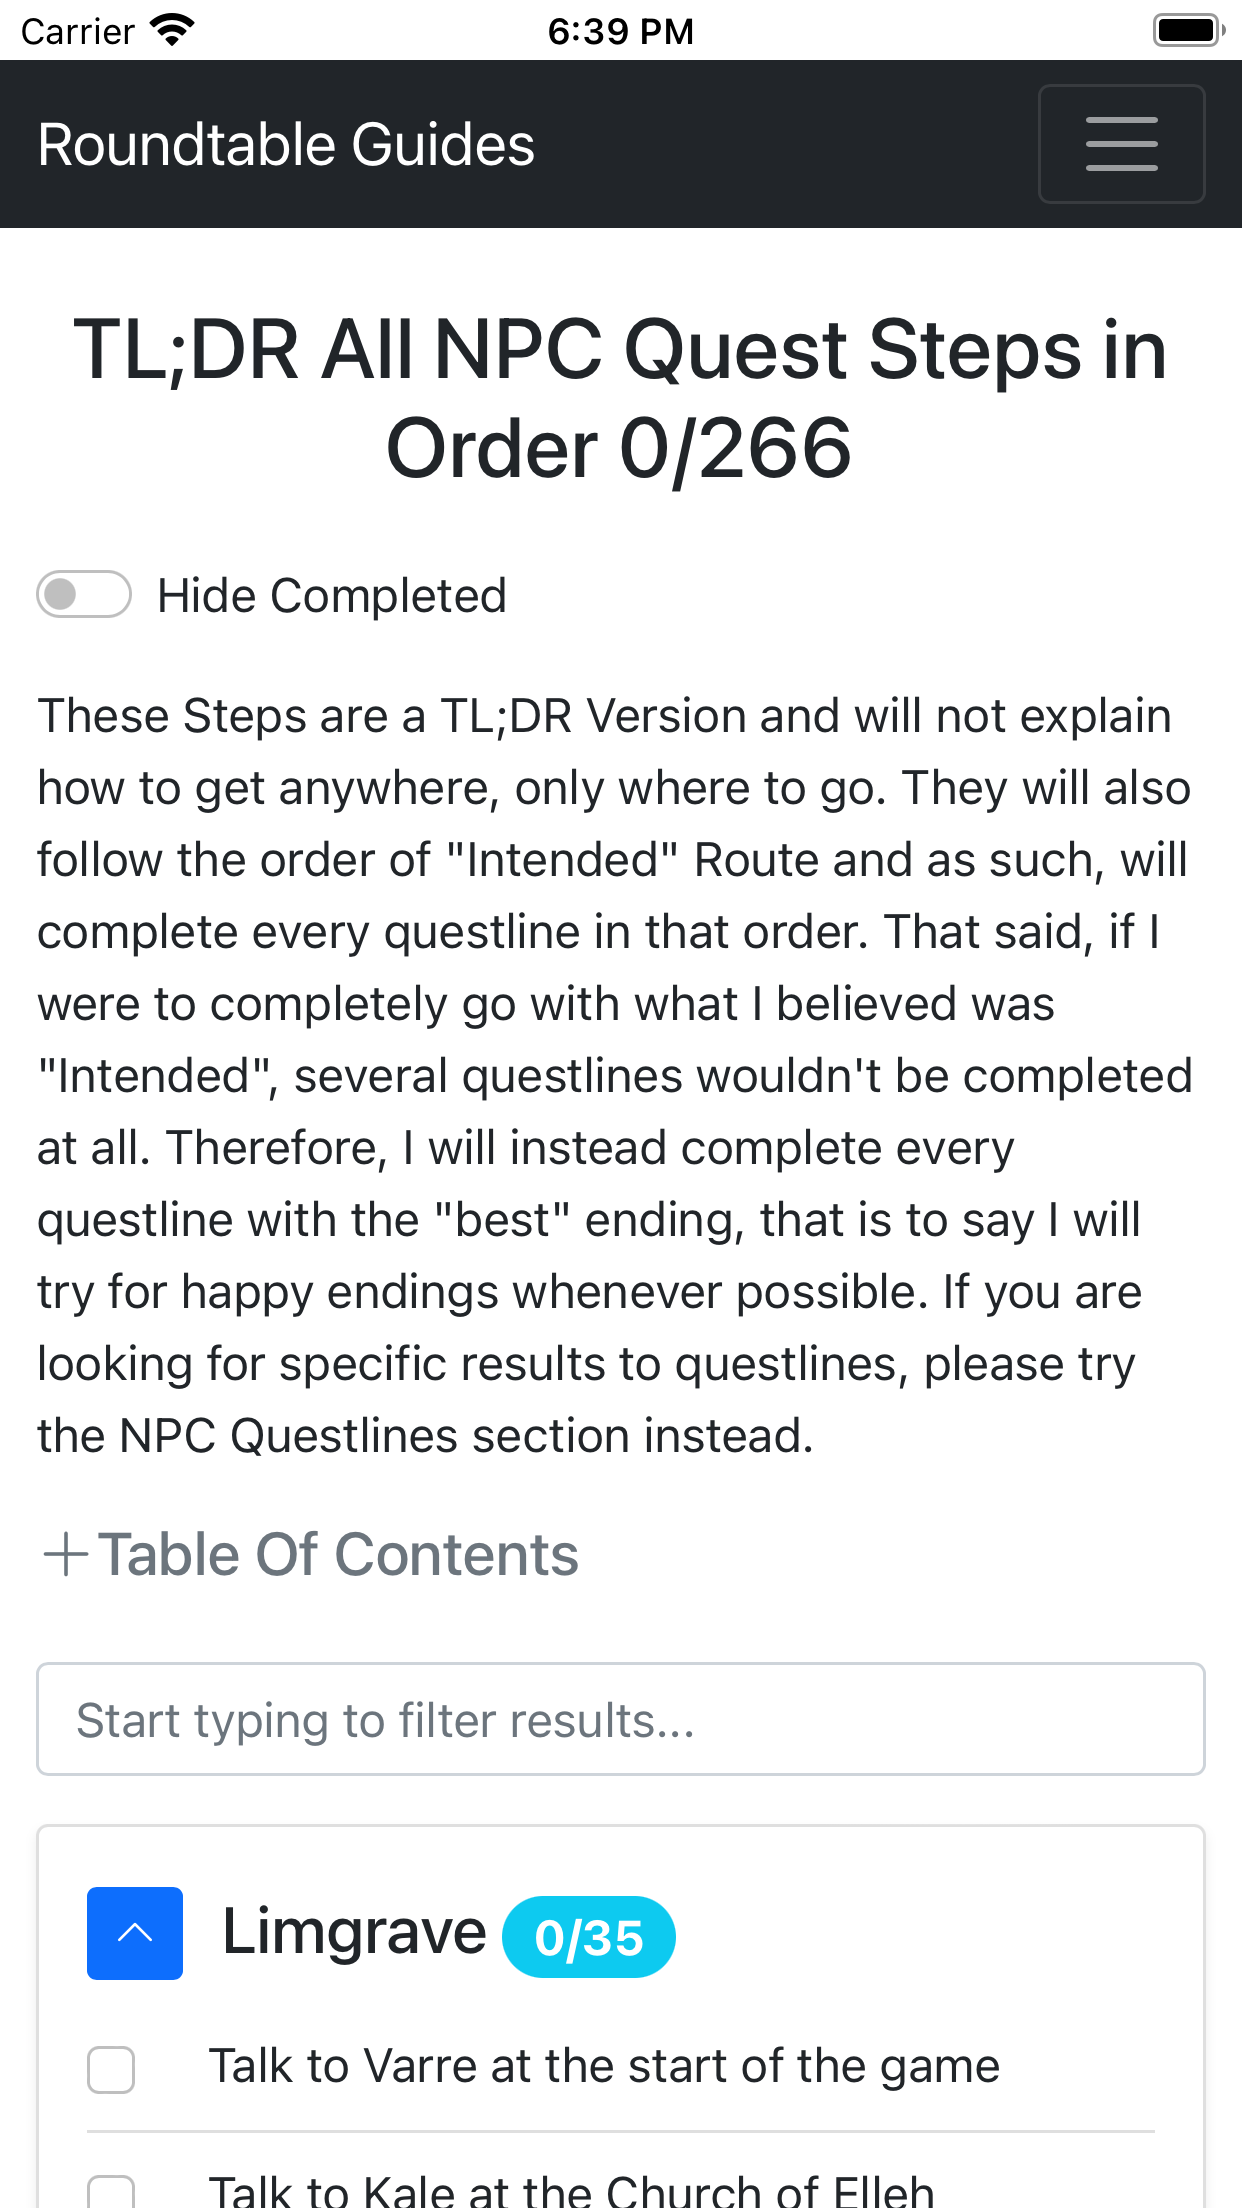 Carrier 6:39 PM
Roundtable Guides
TL;DR All NPC Quest Steps in
Order 0/266
Hide Completed
These Steps are a TL;DR Version and will not explain
how to get anywhere, only where to go. They will also
follow the order of "Intended" Route and as such, will
complete every questline in that order. That said, if I
were to completely go with what I believed was
"Intended", several questlines wouldn't be completed
at all. Therefore, I will instead complete every
questline with the "best" ending, that is to say I will
try for happy endings whenever possible. If you are
looking for specific results to questlines, please try
the NPC Questlines section instead.
+Table Of Contents
Start typing to filter results...
Limgrave 0/35
Talk to Varre at the start of the game
Talk to Kale at the Church of Elleh